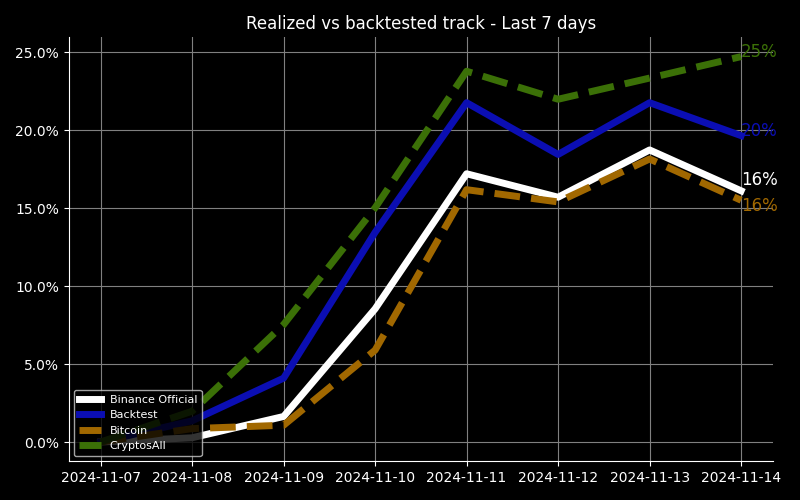 Realized vs backtested track - Last 7 days
25.0%
20.0%
15.0%
10.0%
5.0%
0.0%
25%
20%
16%
16%
Binance Official
Backtest
Bitcoin
CryptosAll
2024-11-07 2024-11-08 2024-11-09 2024-11-10 2024-11-11 2024-11-12 2024-11-13 2024-11-14